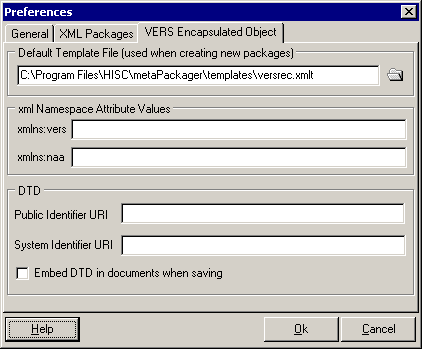 Preferences
General XML Packages VERS Encapsulated Object
Default Template File (used when creating new packages)
C:\Program Files\HISC\metaPackager\templates\versrec.xmlt
xml Namespace Attribute Values
xmlns:vers
xmlns:naa
DTD
Public Identifier URI
System Identifier URI
Embed DTD in documents when saving
Help Ok Cancel